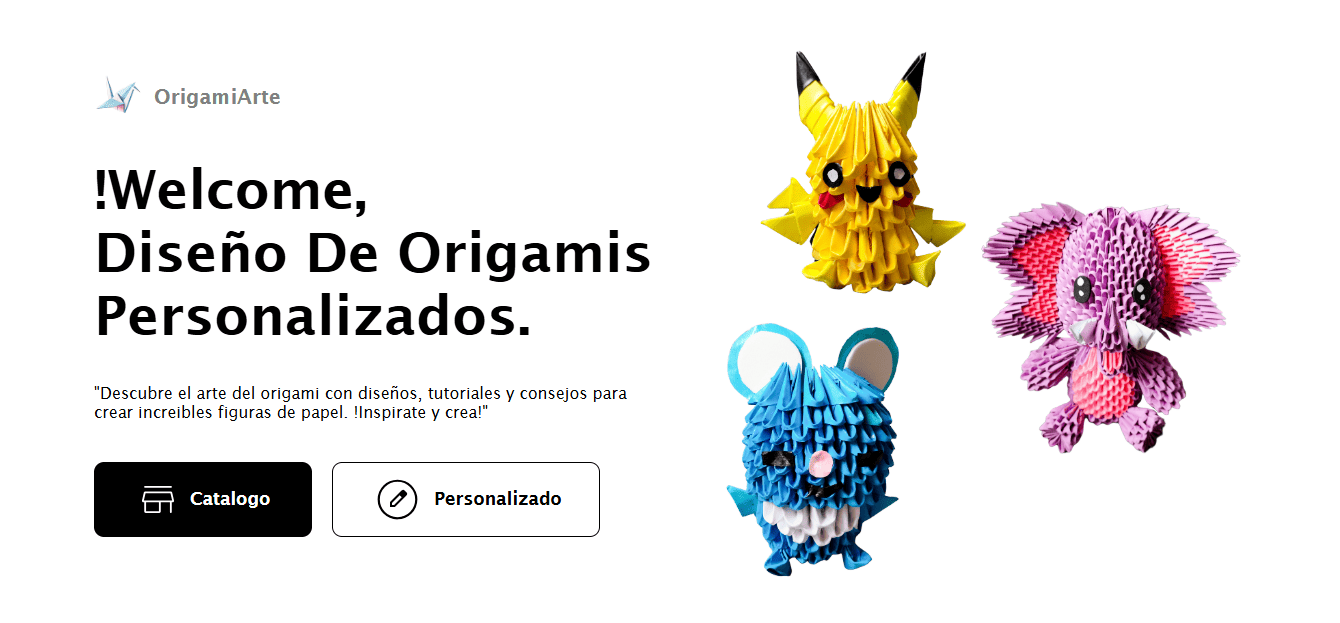 OrigamiArte
!Welcome,
Diseño De Origamis
Personalizados.
"Descubre el arte del origami con diseños, tutoriales y consejos para
crear increibles figuras de papel. !Inspirate y crea!"
Catalogo
Personalizado